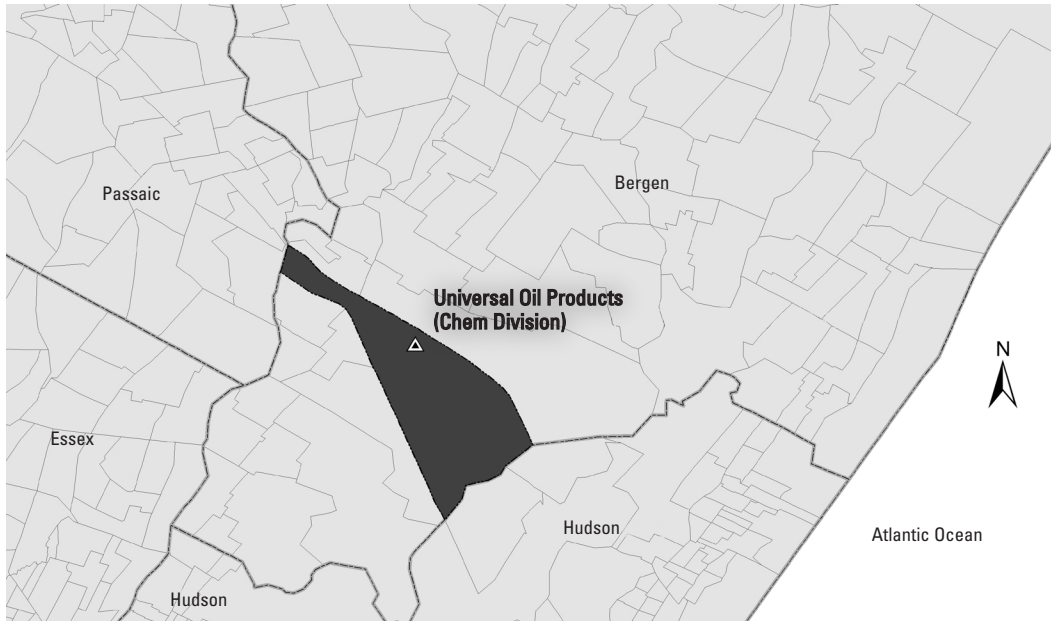 Passaic
Bergen
Universal Oil Products
(Chem Division)
N
Essex
Hudson
Atlantic Ocean
Hudson